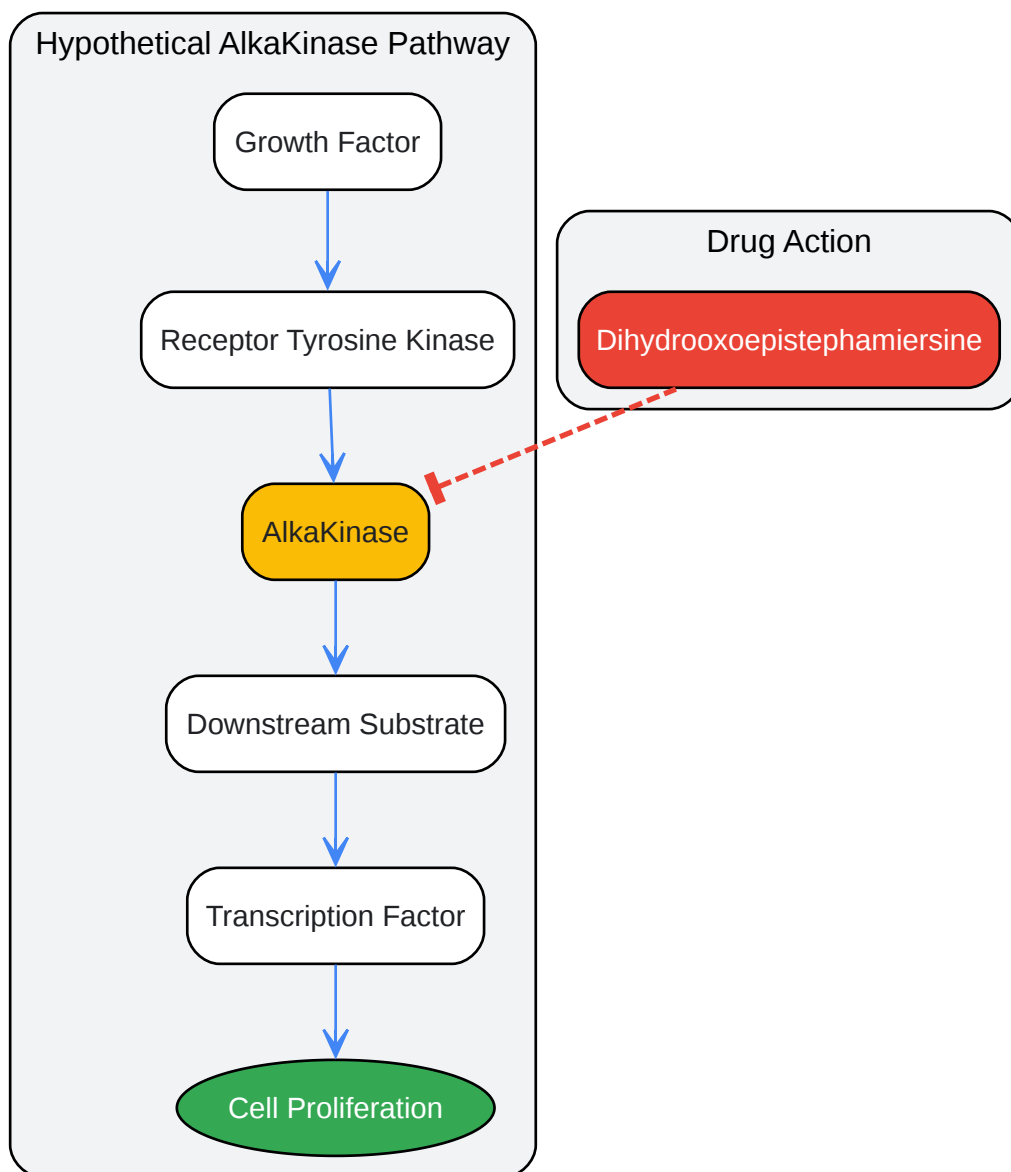 Hypothetical AlkaKinase Pathway
Growth Factor
Receptor Tyrosine Kinase
AlkaKinase
Downstream Substrate
Transcription Factor
Cell Proliferation
Drug Action
Dihydrooxoepistephamiersine